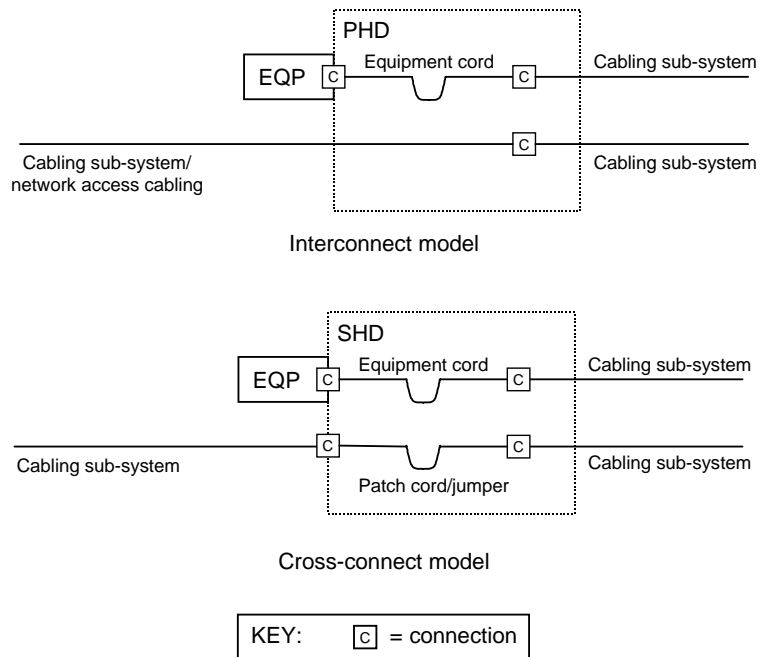 PHD
EQP
C
Equipment cord
C
Cabling sub-system
C
Cabling sub-system/
network access cabling
Cabling sub-system
Interconnect model
SHD
EQP
C
Equipment cord
C
Cabling sub-system
C
C
Cabling sub-system
Patch cord/jumper
Cabling sub-system
Cross-connect model
KEY: C = connection